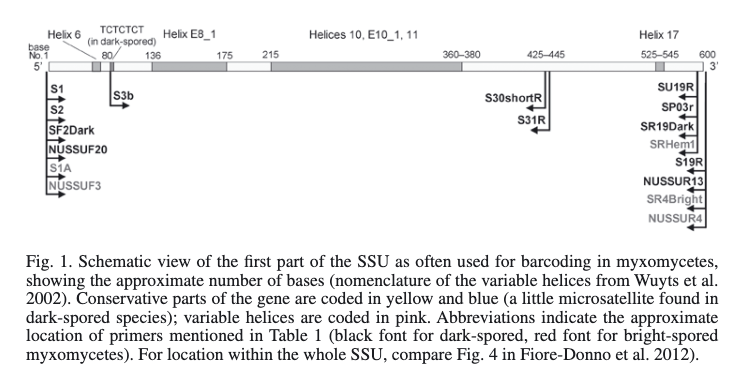 TCTCTCT
Helix 6 (in dark-spored) Helix E8_1 Helices 10, E10_1, 11 Helix 17
base
No.1 80 136 175 215 360–380 425–445 525–545 600
5' 3'
S1
S2
SF2Dark
NUSSUF20
S1A
NUSSUF3
S3b
S30shortR
S31R
SU19R
SP03r
SR19Dark
SRHem1
S19R
NUSSUR13
SR4Bright
NUSSUR4
Fig. 1. Schematic view of the first part of the SSU as often used for barcoding in myxomycetes,
showing the approximate number of bases (nomenclature of the variable helices from Wuyts et al.
2002). Conservative parts of the gene are coded in yellow and blue (a little microsatellite found in
dark-spored species); variable helices are coded in pink. Abbreviations indicate the approximate
location of primers mentioned in Table 1 (black font for dark-spored, red font for bright-spored
myxomycetes). For location within the whole SSU, compare Fig. 4 in Fiore-Donno et al. 2012).